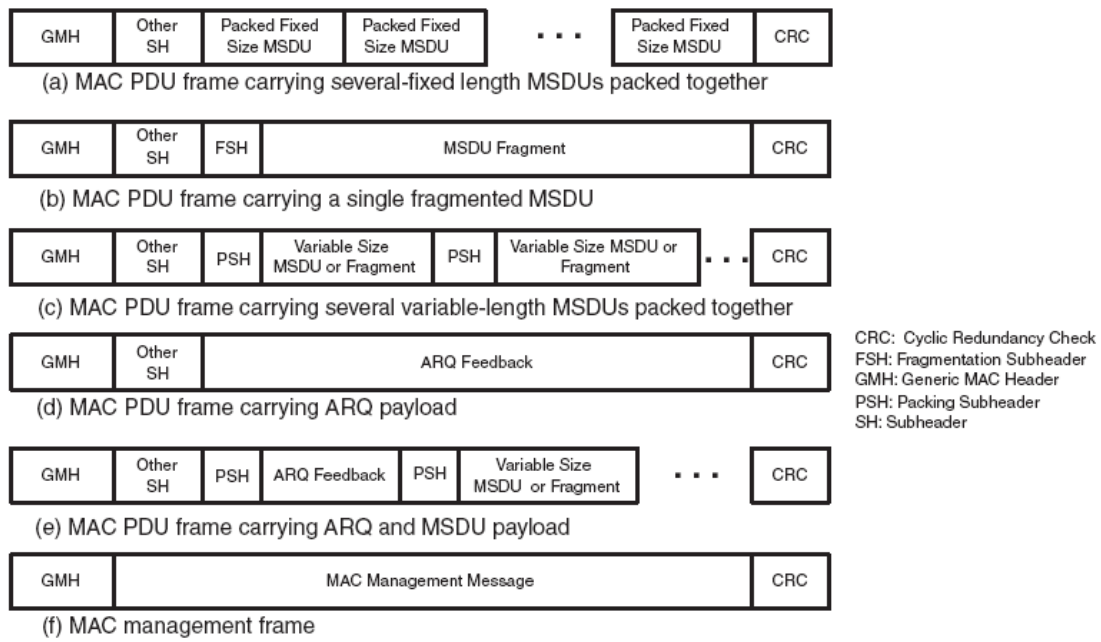 GMH
Other
SH
Packed Fixed
Size MSDU
Packed Fixed
Size MSDU
. . .
Packed Fixed
Size MSDU
CRC
(a) MAC PDU frame carrying several-fixed length MSDUs packed together
GMH
Other
SH
FSH
MSDU Fragment
CRC
(b) MAC PDU frame carrying a single fragmented MSDU
GMH
Other
SH
PSH
Variable Size
MSDU or Fragment
PSH
Variable Size MSDU or
Fragment
. . .
CRC
(c) MAC PDU frame carrying several variable-length MSDUs packed together
GMH
Other
SH
ARQ Feedback
CRC
(d) MAC PDU frame carrying ARQ payload
CRC: Cyclic Redundancy Check
FSH: Fragmentation Subheader
GMH: Generic MAC Header
PSH: Packing Subheader
SH: Subheader
GMH
Other
SH
PSH
ARQ Feedback
PSH
Variable Size
MSDU or Fragment
. . .
CRC
(e) MAC PDU frame carrying ARQ and MSDU payload
GMH
MAC Management Message
CRC
(f) MAC management frame